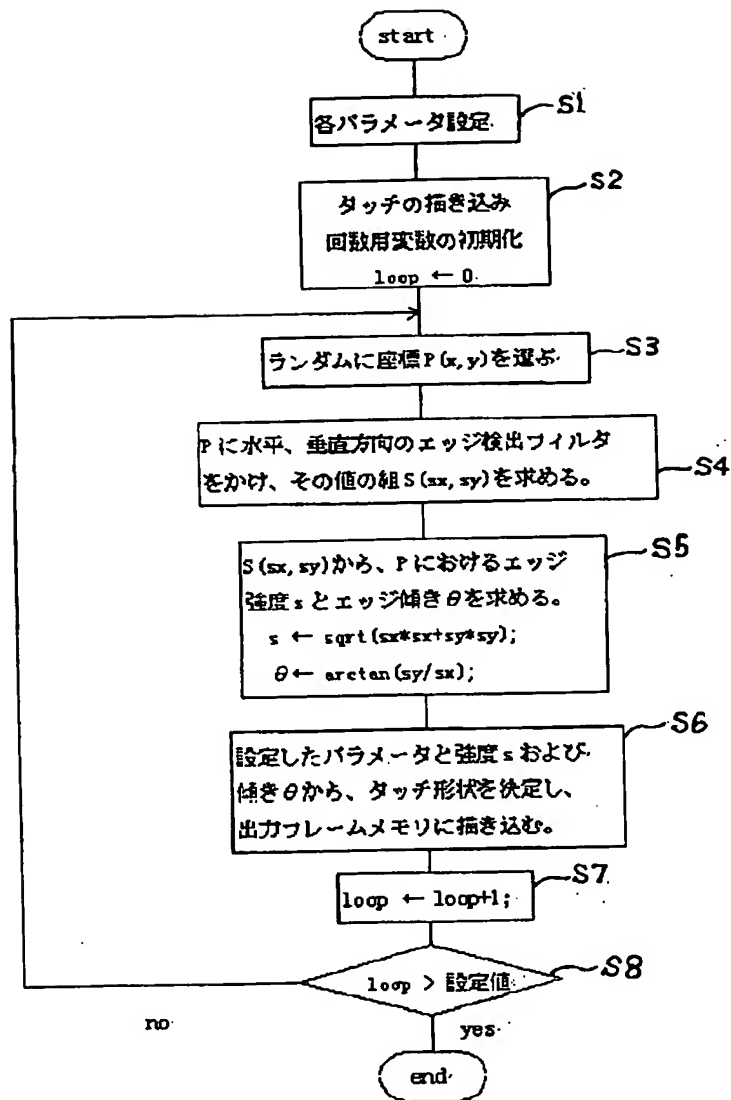 start
各パラメータ設定
S1
タッチの描き込み
回数用変数の初期化
loop ← 0
S2
ランダムに座標P(x,y)を選ぶ
S3
Pに水平、垂直方向のエッジ検出フィルタ
をかけ、その値の組S(sx,sy)を求める。
S4
S(sx,sy)から、Pにおけるエッジ
強度sとエッジ傾きθを求める。
s ← sqrt(sx*sx+sy*sy);
θ← arctan(sy/sx);
S5
設定したパラメータと強度sおよび
傾きθから、タッチ形状を決定し、
出力フレームメモリに描き込む。
S6
loop ← loop+1;
S7
loop > 設定値
S8
no
yes
end